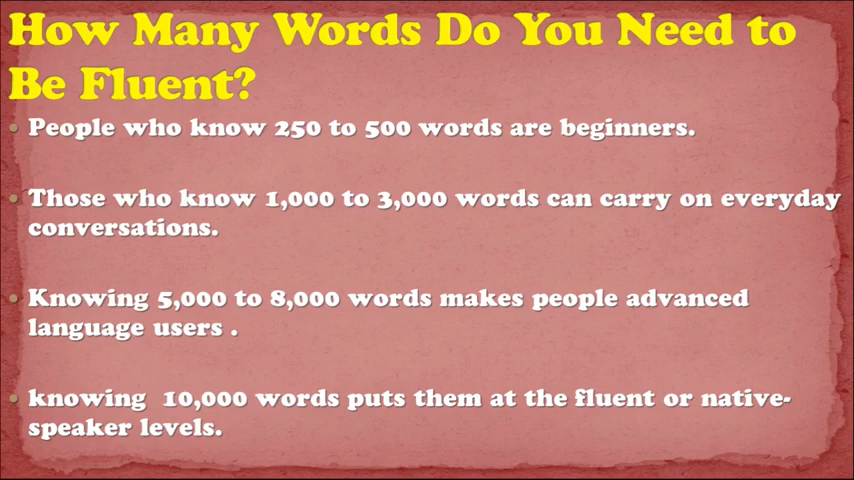 How Many Words Do You Need to
Be Fluent?
• People who know 250 to 500 words are beginners.
• Those who know 1,000 to 3,000 words can carry on everyday
conversations.
• Knowing 5,000 to 8,000 words makes people advanced
language users .
• knowing  10,000 words puts them at the fluent or native-
speaker levels.